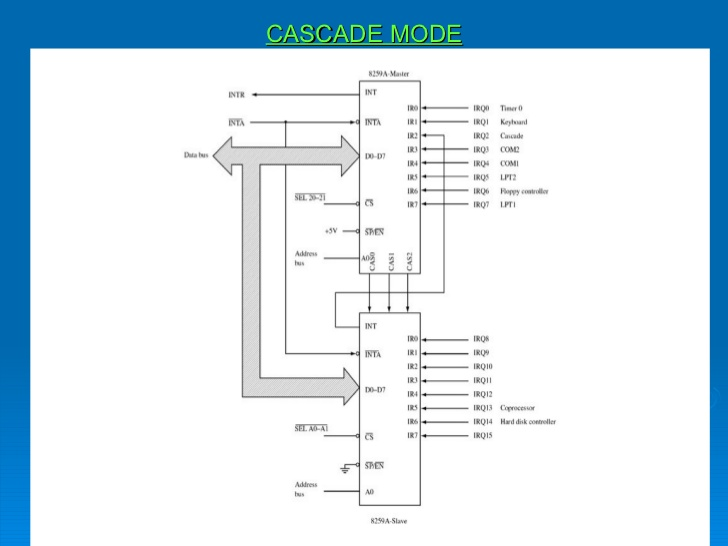 CASCADE MODE
8259A-Master
INTR
INT
IR0 IRQ0 Timer 0
INTA
INTA
IR1 IRQ1 Keyboard
IR2 IRQ2 Cascade
IR3 IRQ3 COM2
Data bus
D0–D7
IR4 IRQ4 COM1
IR5 IRQ5 LPT2
IR6 IRQ6 Floppy controller
SEL 20–21
CS
IR7 IRQ7 LPT1
+5V
SP/EN
Address
bus
A0
CAS0
CAS1
CAS2
INT
IR0 IRQ8
INTA
IR1 IRQ9
IR2 IRQ10
IR3 IRQ11
D0–D7
IR4 IRQ12
IR5 IRQ13 Coprocessor
IR6 IRQ14 Hard disk controller
SEL A0–A1
CS
IR7 IRQ15
SP/EN
Address
bus
A0
8259A-Slave